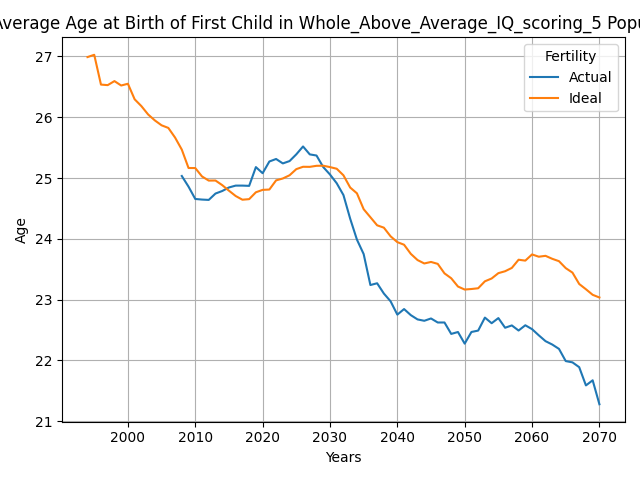 Average Age at Birth of First Child in Whole_Above_Average_IQ_scoring_5
Fertility
Actual
Ideal
27
26
25
24
23
22
21
Age
2000 2010 2020 2030 2040 2050 2060 2070
Years